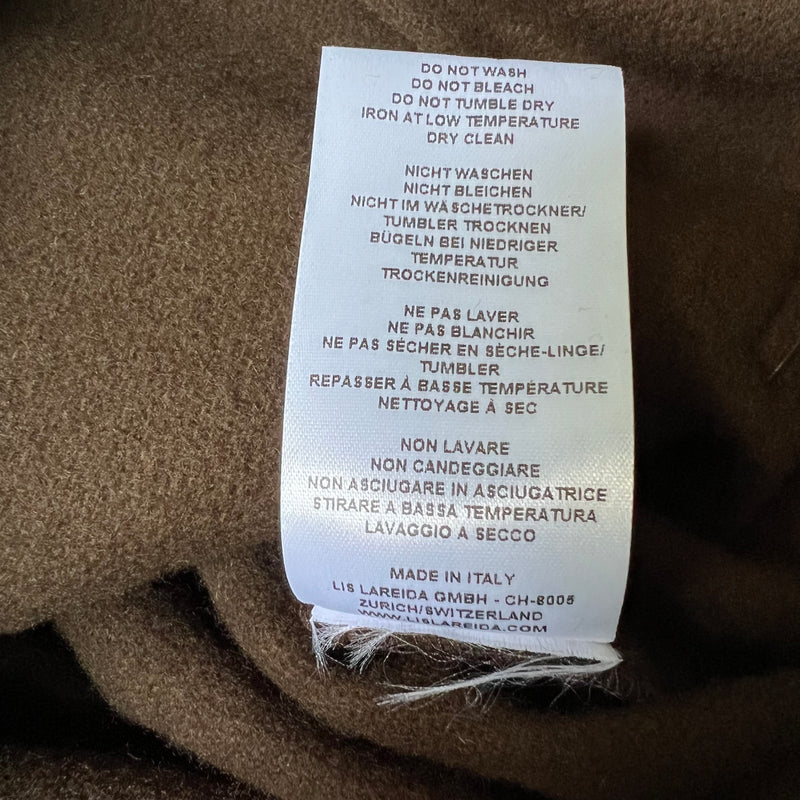 DO NOT WASH
DO NOT BLEACH
DO NOT TUMBLE DRY
IRON AT LOW TEMPERATURE
DRY CLEAN
NICHT WASCHEN
NICHT BLEICHEN
NICHT IM WÄSCHETROCKNER/
TUMBLER TROCKNEN
BÜGELN BEI NIEDRIGER
TEMPERATUR
TROCKENREINIGUNG
NE PAS LAVER
NE PAS BLANCHIR
NE PAS SÉCHER EN SÈCHE-LINGE/
TUMBLER
REPASSER À BASSE TEMPÉRATURE
NETTOYAGE À SEC
NON LAVARE
NON CANDEGGIARE
NON ASCIUGARE IN ASCIUGATRICE
STIRARE A BASSA TEMPERATURA
LAVAGGIO A SECCO
MADE IN ITALY
LIS LAREIDA GMBH - CH-8005
ZURICH/SWITZERLAND
WWW.LISLAREIDA.COM